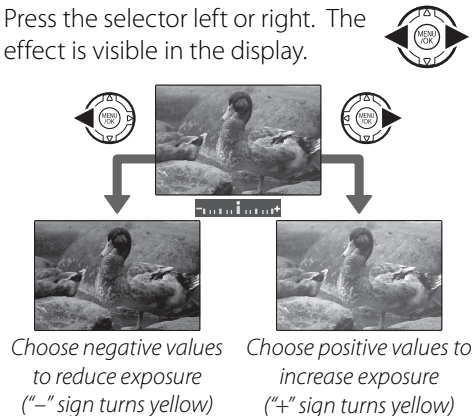 Press the selector left or right. The
effect is visible in the display.
MENU
/OK
MENU
/OK
MENU
/OK
Choose negative values
to reduce exposure
("–" sign turns yellow)
Choose positive values to
increase exposure
("+" sign turns yellow)